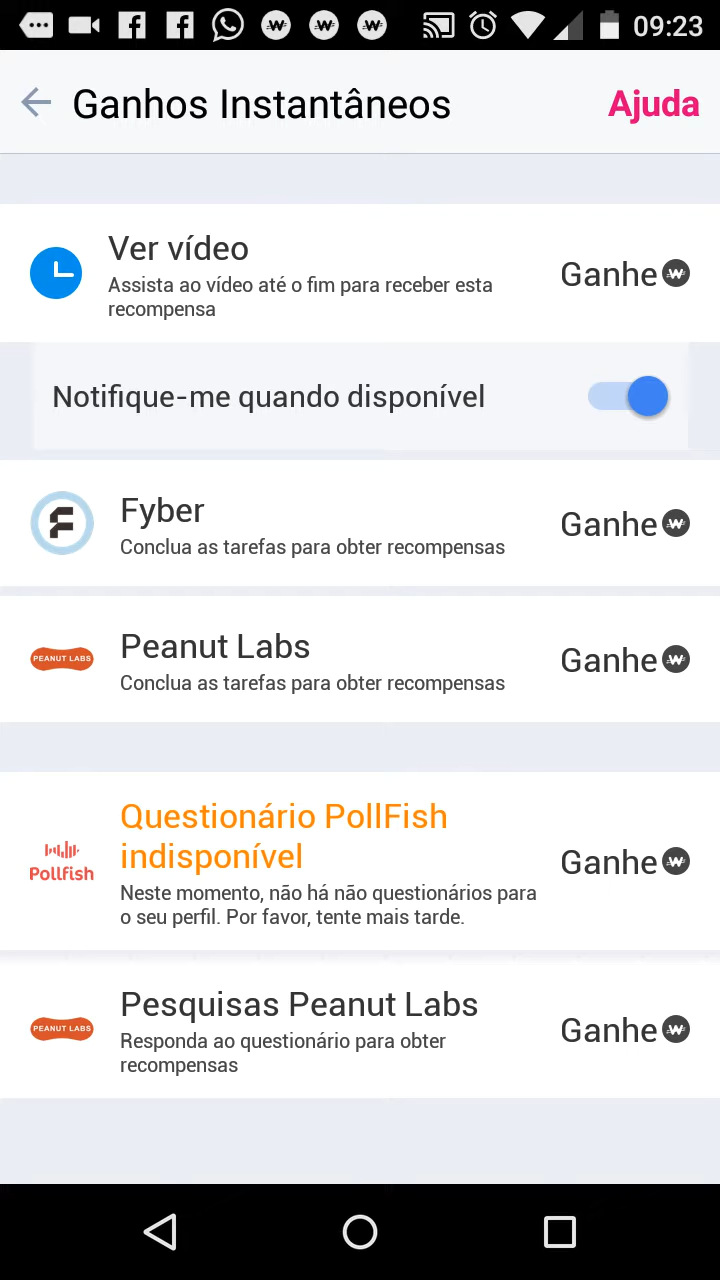 09:23
Ganhos Instantâneos
Ajuda
Ver vídeo
Assista ao vídeo até o fim para receber esta
recompensa
Ganhe
Notifique-me quando disponível
Fyber
Conclua as tarefas para obter recompensas
Ganhe
PEANUT LABS
Peanut Labs
Conclua as tarefas para obter recompensas
Ganhe
Pollfish
Questionário PollFish
indisponível
Neste momento, não há não questionários para
o seu perfil. Por favor, tente mais tarde.
Ganhe
PEANUT LABS
Pesquisas Peanut Labs
Responda ao questionário para obter
recompensas
Ganhe